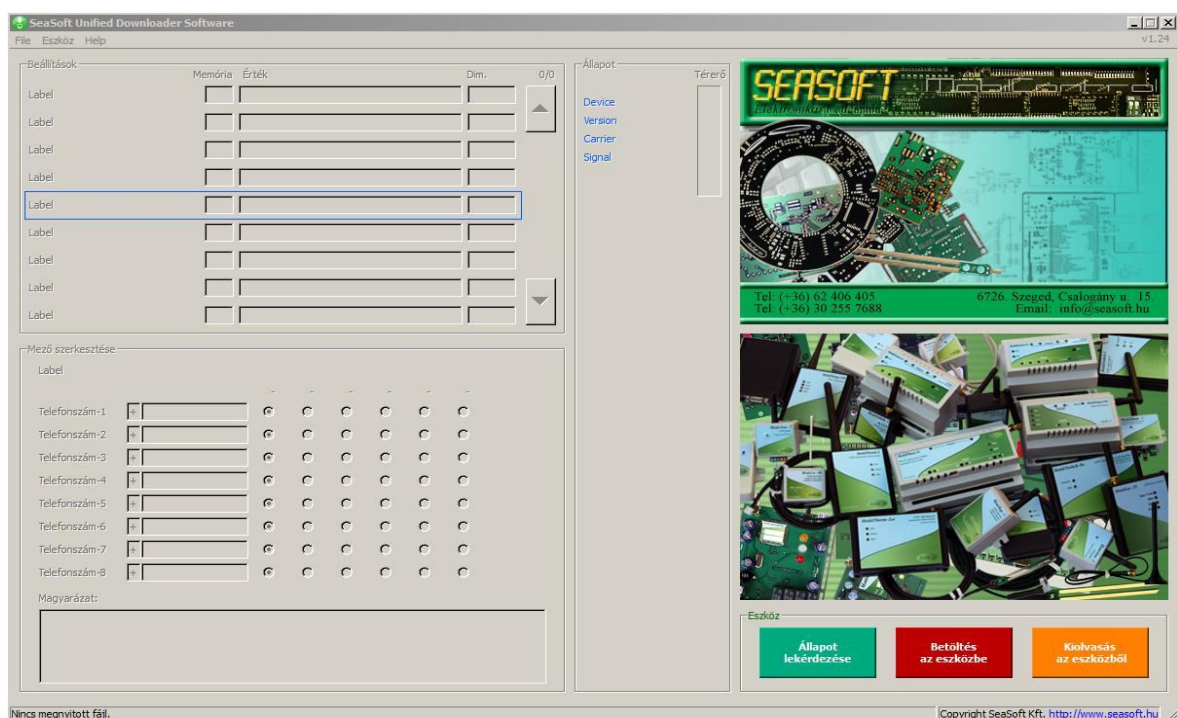 SeaSoft Unified Downloader Software
File Eszköz Help
v1.24
Beállítások
Memória Érték Dim. 0/0
Label
Label
Label
Label
Label
Label
Label
Label
Label
Mező szerkesztése
Label
Telefonszám-1 +
Telefonszám-2 +
Telefonszám-3 +
Telefonszám-4 +
Telefonszám-5 +
Telefonszám-6 +
Telefonszám-7 +
Telefonszám-8 +
Magyarázat:
Állapot
Térerő
Device
Version
Carrier
Signal
SEASOFT
Tel: (+36) 62 406 405
Tel: (+36) 30 255 7688
6726. Szeged, Csalogány u. 15.
Email: info@seasoft.hu
Eszköz
Állapot
lekérdezése
Betöltés
az eszközbe
Kiolvasás
az eszközből
Nincs megnyitott fájl.
Copyright SeaSoft Kft. http://www.seasoft.hu